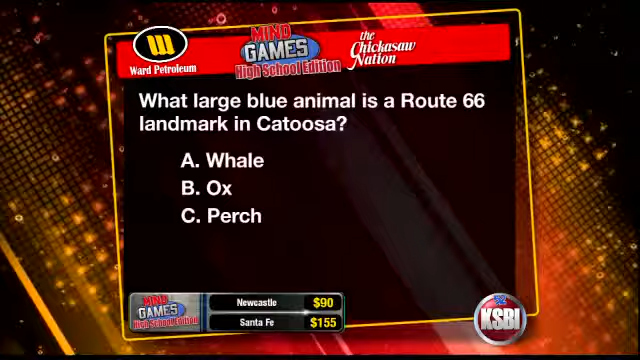 W
Ward Petroleum
MIND
GAMES
High School Edition
the
Chickasaw
Nation
What large blue animal is a Route 66
landmark in Catoosa?
A. Whale
B. Ox
C. Perch
MIND
GAMES
High School Edition
Newcastle $90
Santa Fe $155
52
KSBI